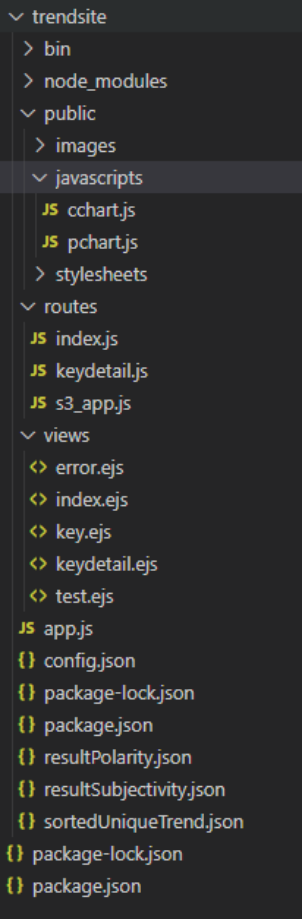 trendsite
bin
node_modules
public
images
javascripts
JS cchart.js
JS pchart.js
stylesheets
routes
JS index.js
JS keydetail.js
JS s3_app.js
views
<> error.ejs
<> index.ejs
<> key.ejs
<> keydetail.ejs
<> test.ejs
JS app.js
{} config.json
{} package-lock.json
{} package.json
{} resultPolarity.json
{} resultSubjectivity.json
{} sortedUniqueTrend.json
{} package-lock.json
{} package.json